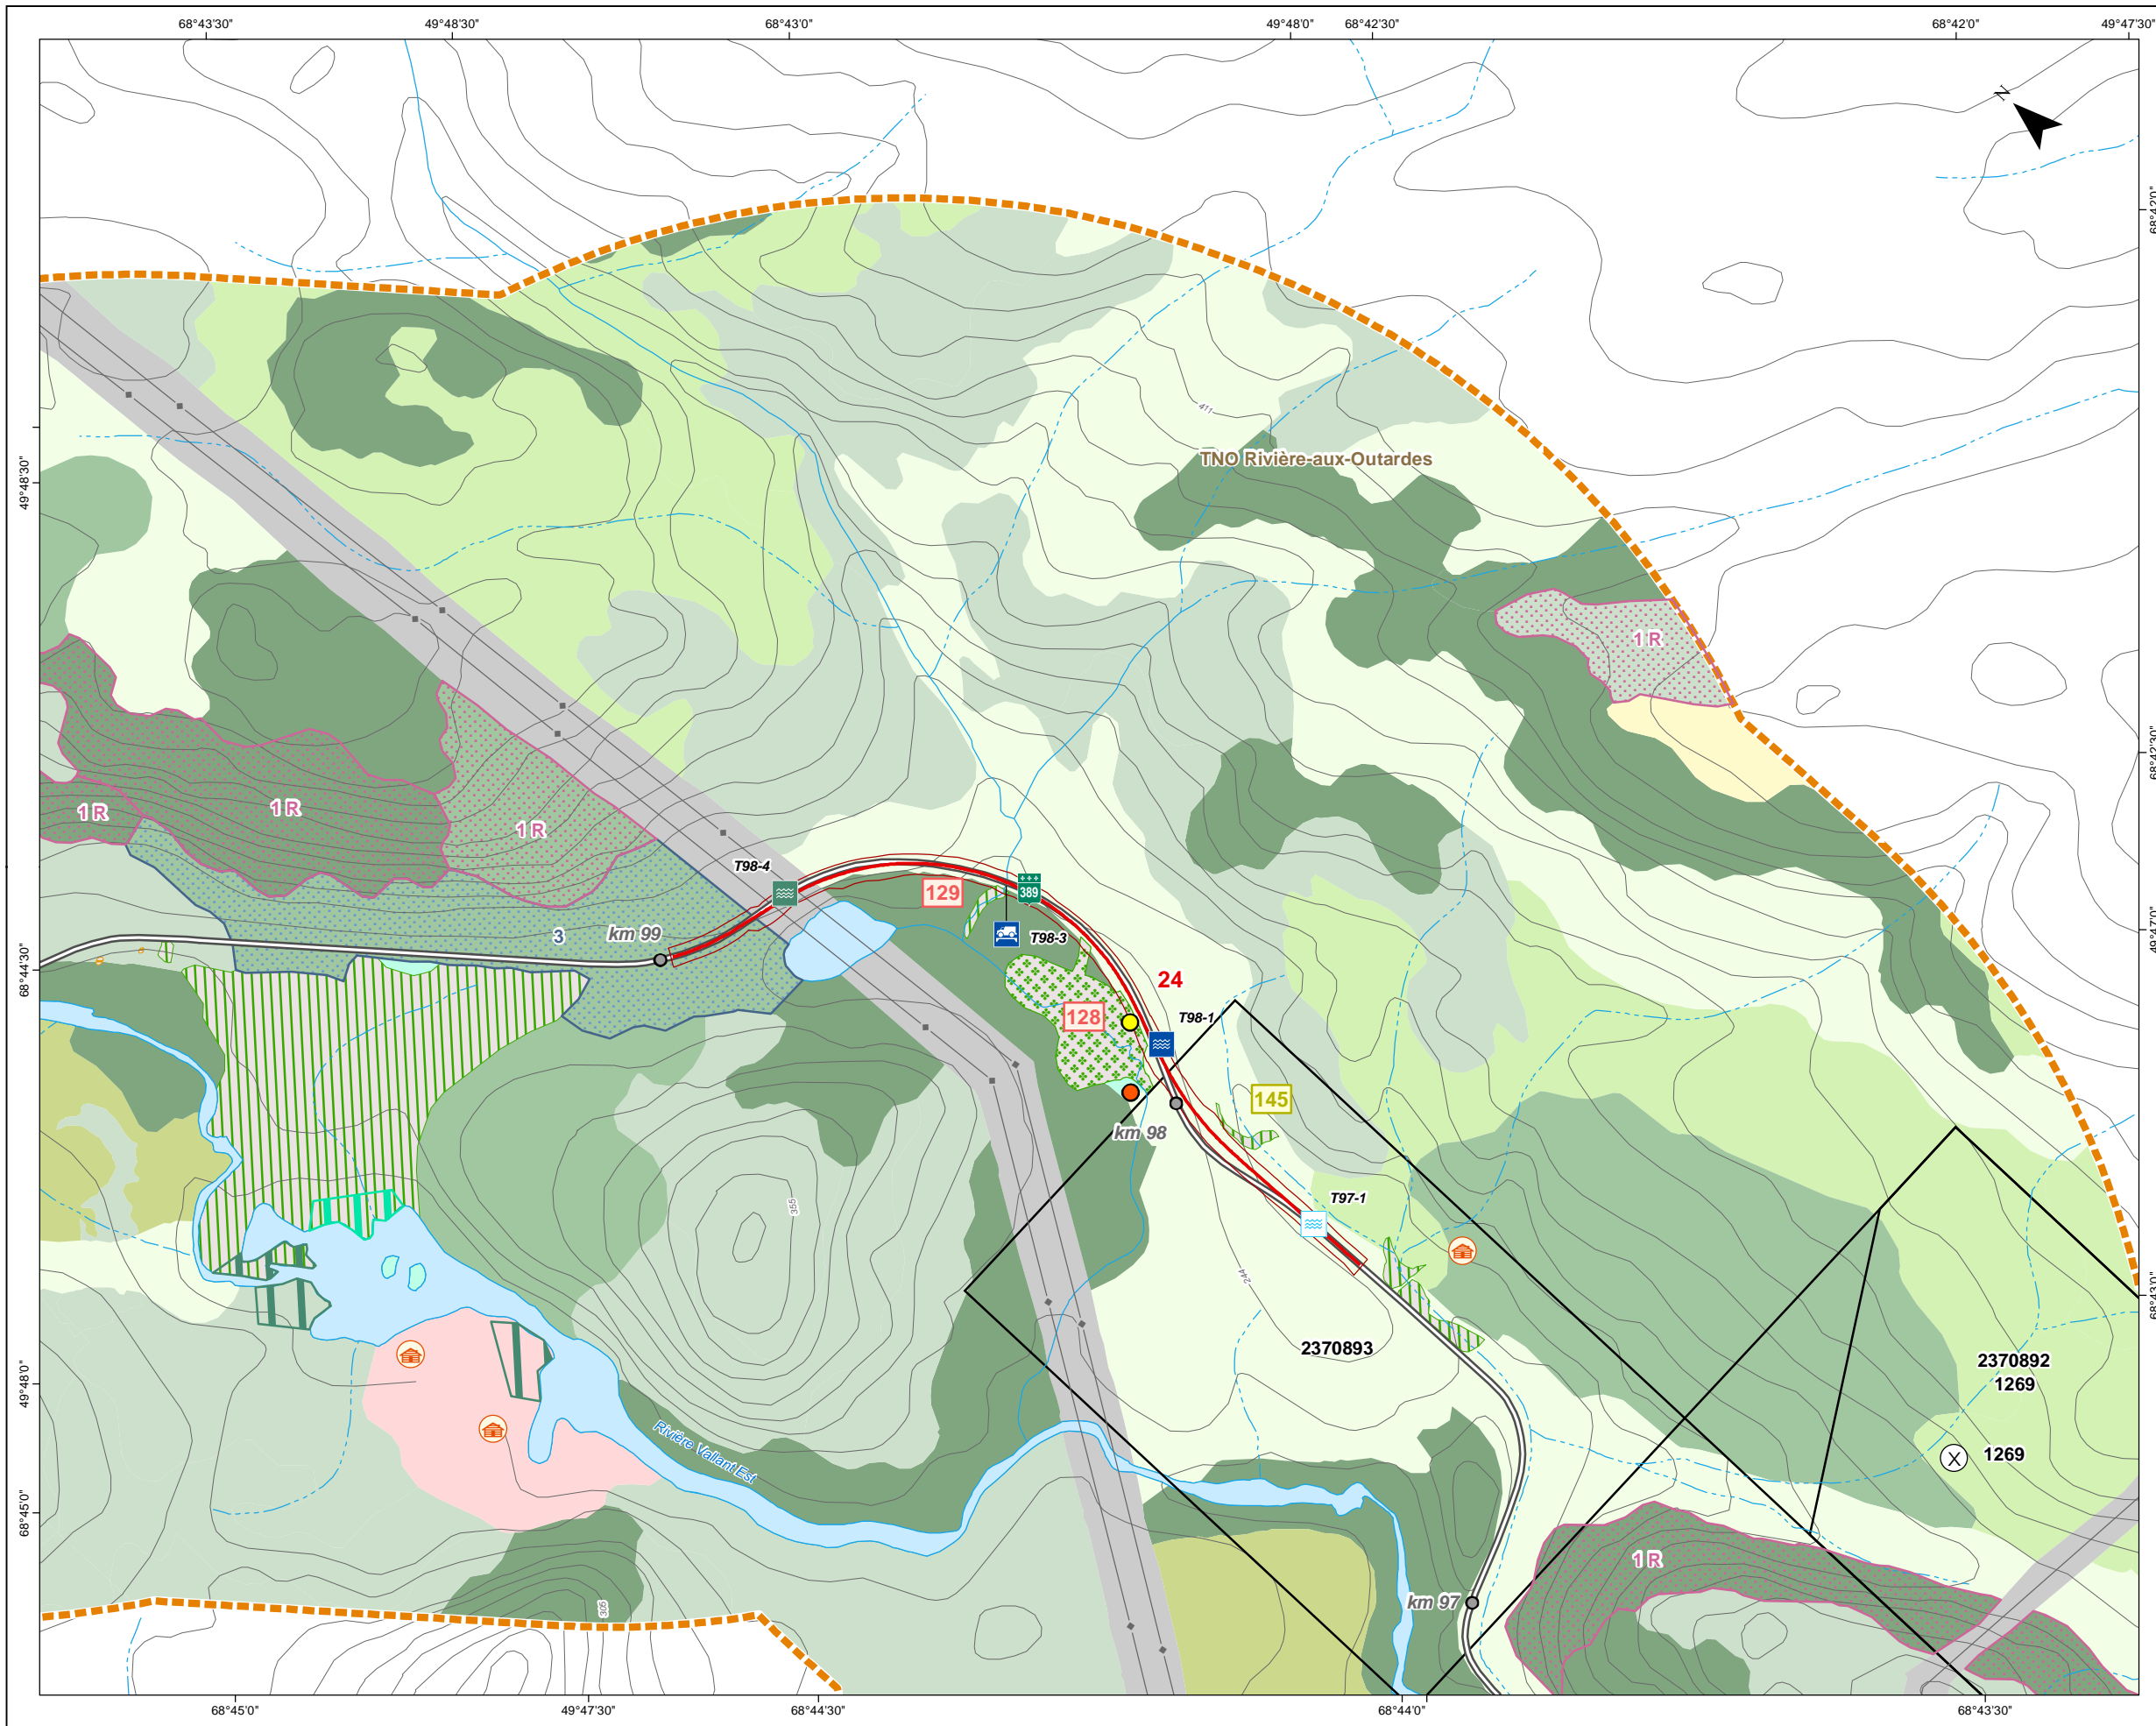 68°43'30"
49°48'30"
68°43'0"
49°48'0"
68°42'30"
68°42'0"
49°47'30"
N
68°42'0"
411
TNO Rivière-aux-Outardes
49°48'30"
1 R
68°42'30"
1 R
1 R
1 R
T98-4
129
389
3
km 99
T98-3
49°47'0"
68°44'30"
24
128
T98-1
145
km 98
355
T97-1
244
68°43'0"
2370893
2370892
1269
49°48'0"
Rivière Vallant Est
X
1269
68°45'0"
1 R
305
km 97
68°45'0"
49°47'30"
68°44'30"
68°44'0"
68°43'30"